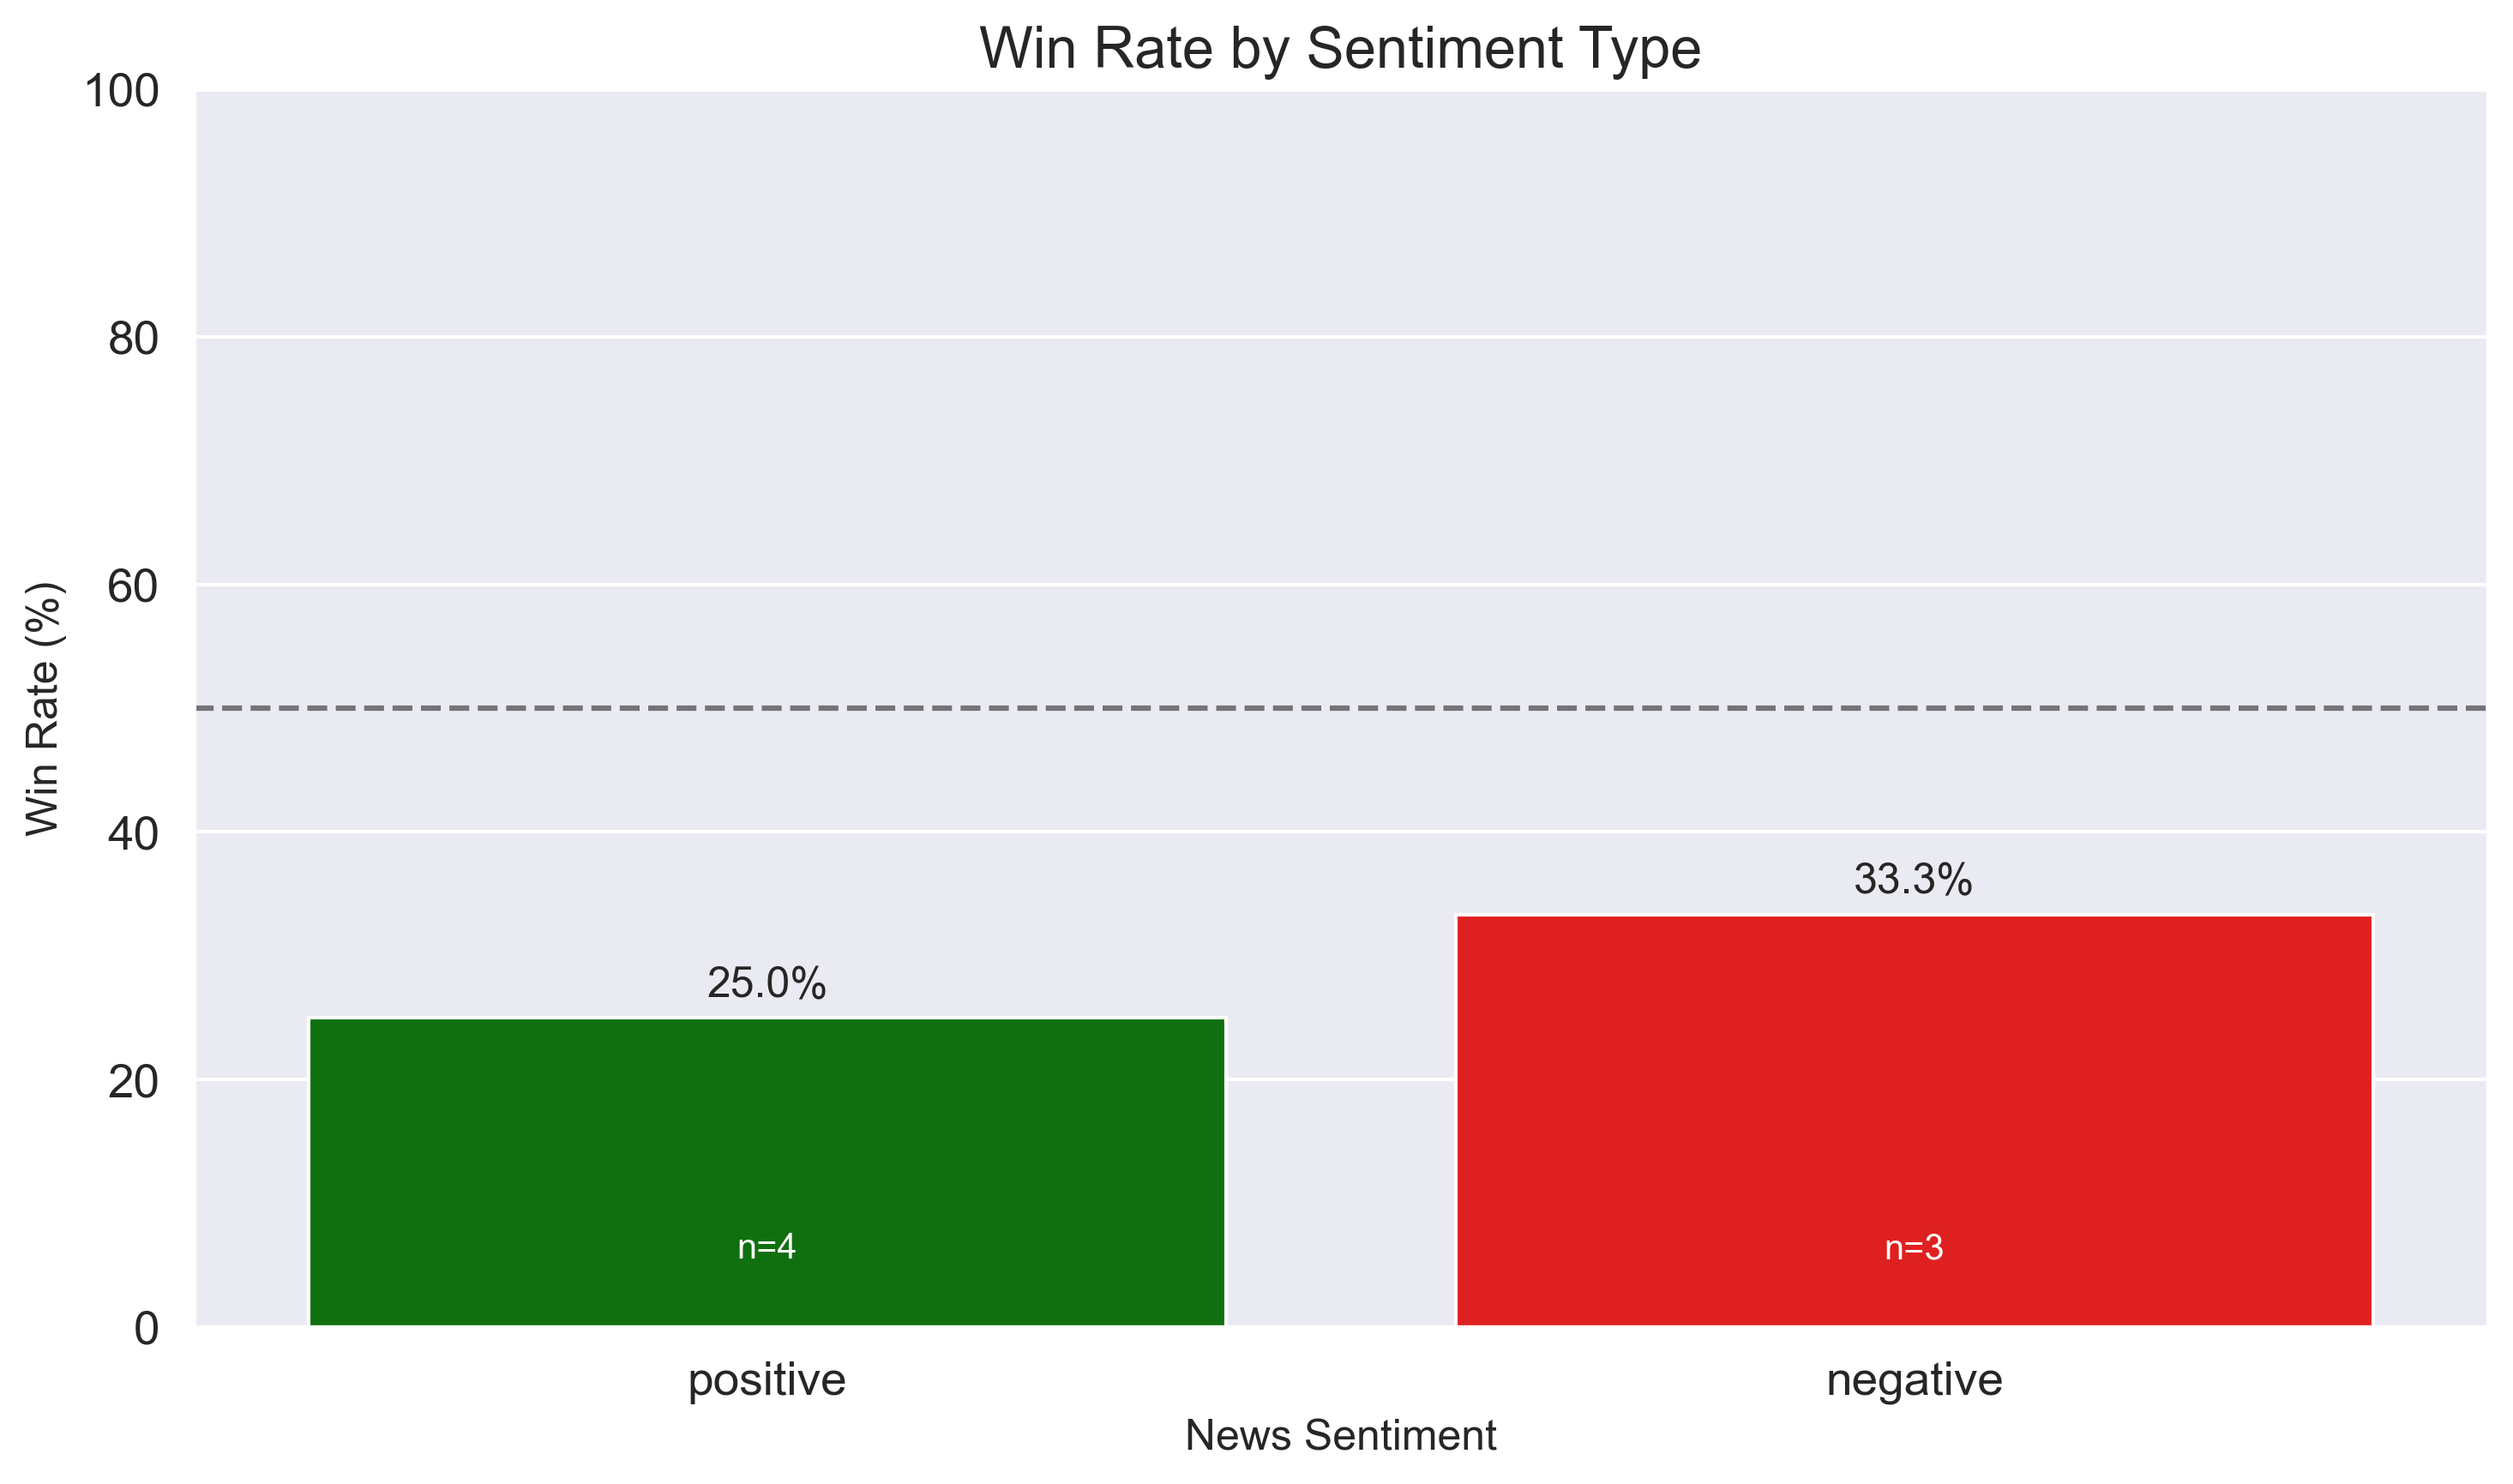 Win Rate by Sentiment Type
100
80
60
40
20
0
Win Rate (%)
25.0%
33.3%
n=4
n=3
positive
negative
News Sentiment